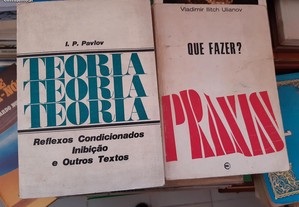 I. P. Pavlov
TEORIA
TEORIA
TEORIA
Reflexos Condicionados
Inibição
e Outros Textos
Vladimir Ilitch Ulianov
QUE FAZER?
PRAXIS